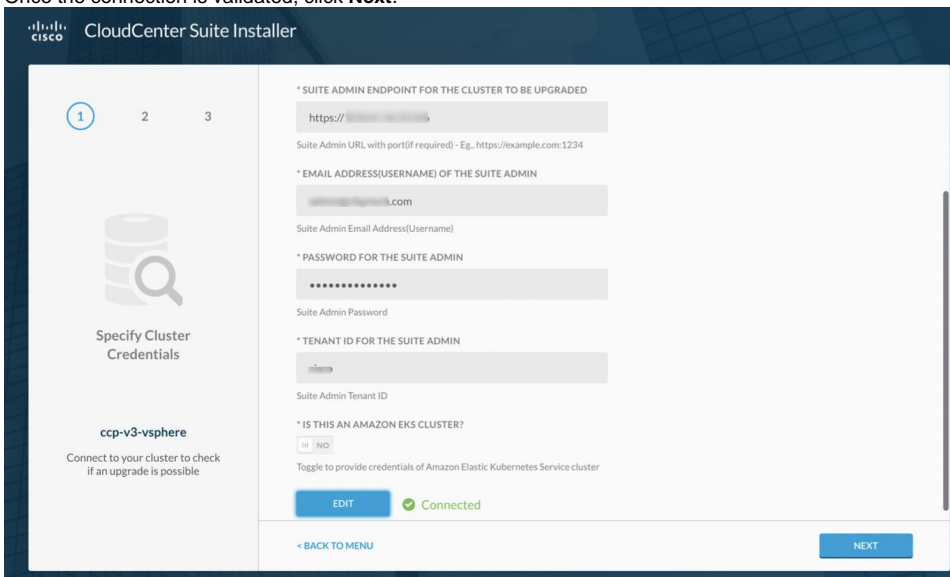 Once the connection is validated, click Next.
cisco
CloudCenter Suite Installer
1 2 3
Specify Cluster
Credentials
ccp-v3-vsphere
Connect to your cluster to check
if an upgrade is possible
* SUITE ADMIN ENDPOINT FOR THE CLUSTER TO BE UPGRADED
https://
Suite Admin URL with port(if required) - Eg., https://example.com:1234
* EMAIL ADDRESS(USERNAME) OF THE SUITE ADMIN
.com
Suite Admin Email Address(Username)
* PASSWORD FOR THE SUITE ADMIN
••••••••••••••
Suite Admin Password
* TENANT ID FOR THE SUITE ADMIN
Suite Admin Tenant ID
* IS THIS AN AMAZON EKS CLUSTER?
NO
Toggle to provide credentials of Amazon Elastic Kubernetes Service cluster
EDIT
Connected
< BACK TO MENU
NEXT